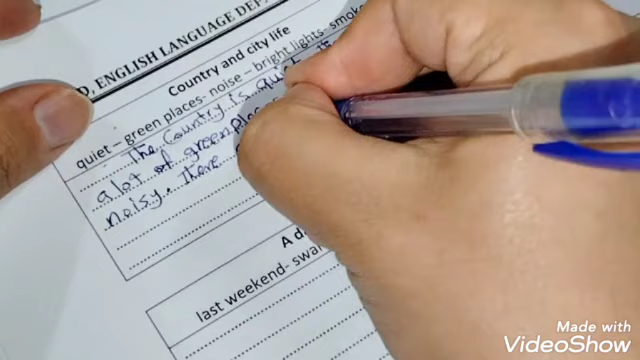 D, ENGLISH LANGUAGE DEP
Country and city life
quiet – green places- noise – bright lights- smoke
The Country is quiet
a lot of green places
noisy. There
A d
last weekend- swa
Made with
VideoShow